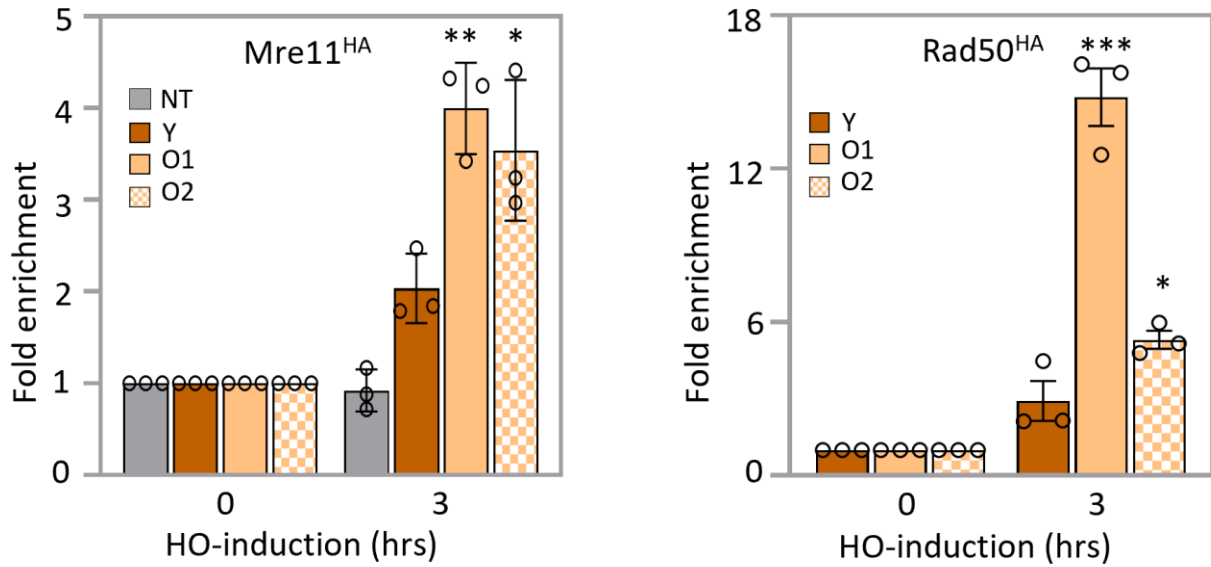 Mre11HA
** *
NT
Y
O1
O2
5
4
3
2
1
0
Fold enrichment
0 3
HO-induction (hrs)
Rad50HA
***
*
Y
O1
O2
18
12
6
0
Fold enrichment
0 3
HO-induction (hrs)